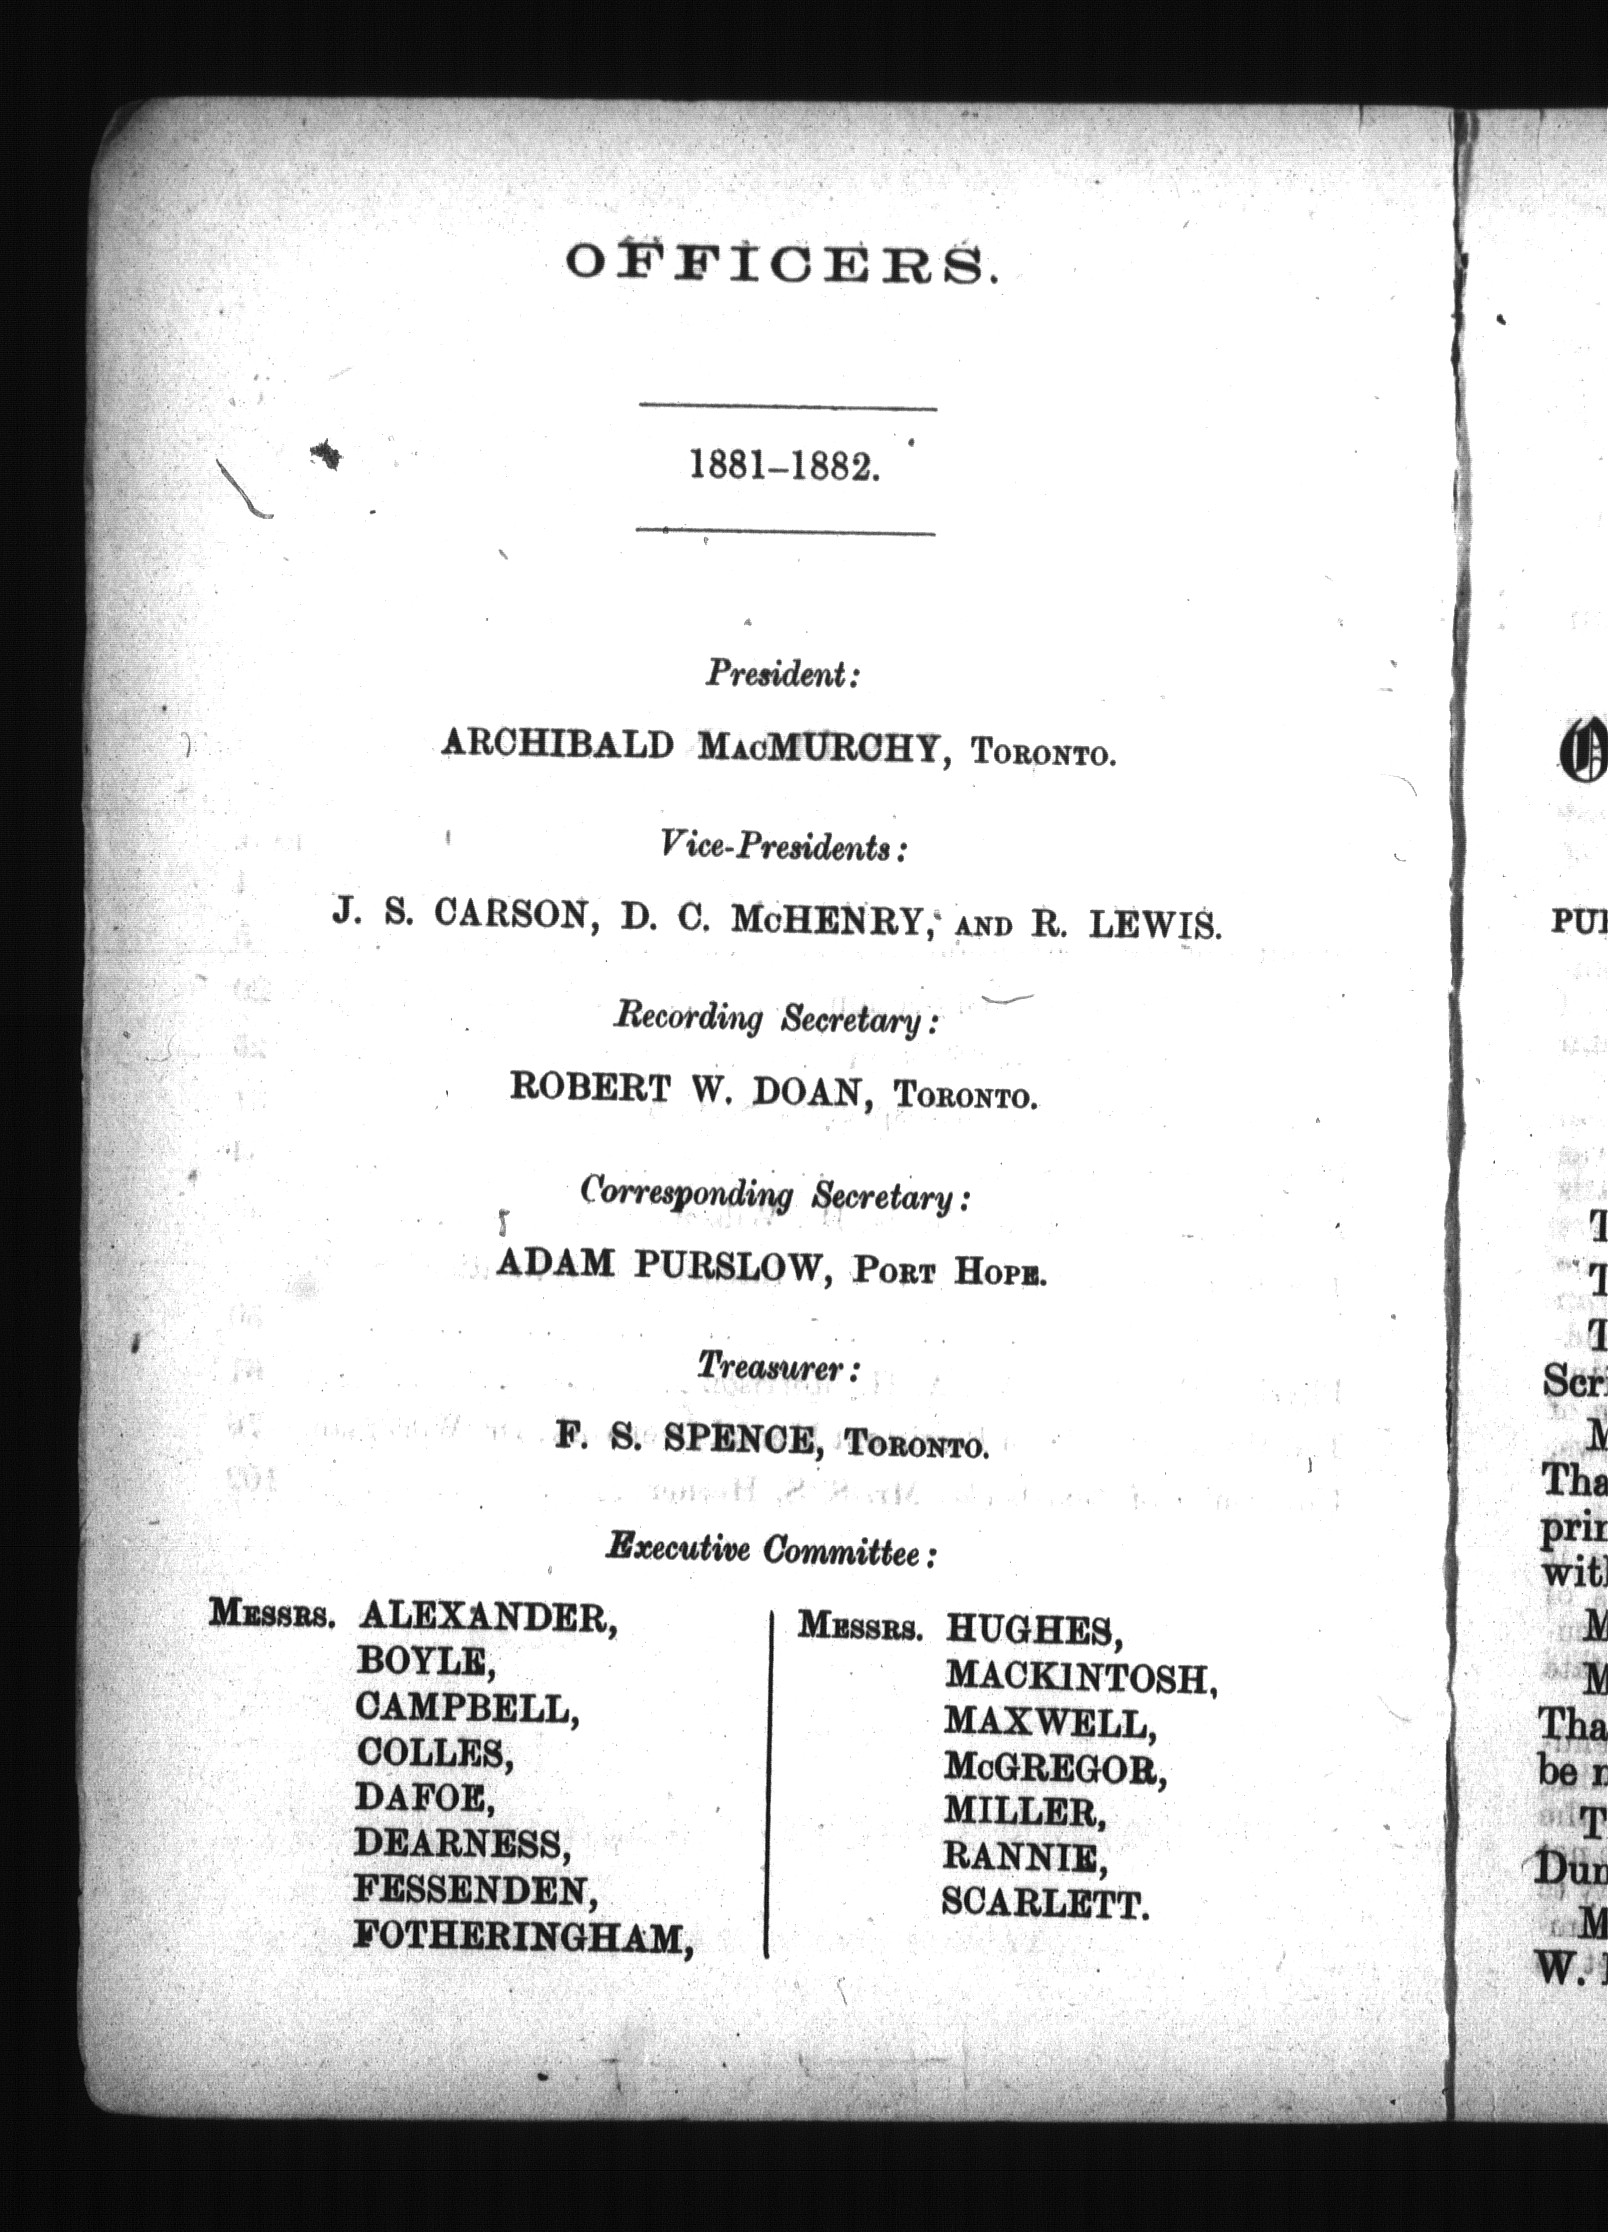 OFFICERS.
1881–1882.
President:
ARCHIBALD MACMURCHY, TORONTO.
Vice-Presidents:
J. S. CARSON, D. C. McHENRY, AND R. LEWIS.
Recording Secretary:
ROBERT W. DOAN, TORONTO.
Corresponding Secretary:
ADAM PURSLOW, PORT HOPE.
Treasurer:
F. S. SPENCE, TORONTO.
Executive Committee:
MESSRS. ALEXANDER,
BOYLE,
CAMPBELL,
COLLES,
DAFOE,
DEARNESS,
FESSENDEN,
FOTHERINGHAM,
MESSRS. HUGHES,
MACKINTOSH,
MAXWELL,
McGREGOR,
MILLER,
RANNIE,
SCARLETT.